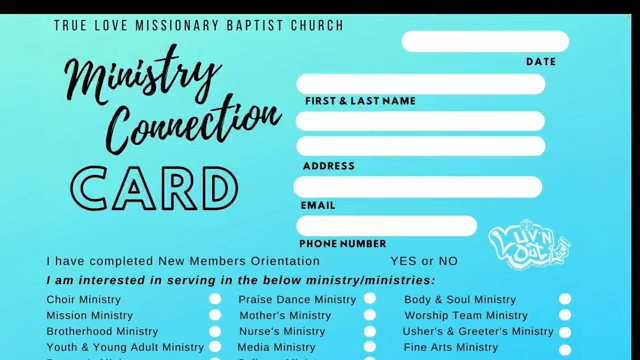 TRUE LOVE MISSIONARY BAPTIST CHURCH
Ministry
Connection
CARD
DATE
FIRST & LAST NAME
ADDRESS
EMAIL
PHONE NUMBER
I have completed New Members Orientation YES or NO
I am interested in serving in the below ministry/ministries:
Choir Ministry Praise Dance Ministry Body & Soul Ministry
Mission Ministry Mother's Ministry Worship Team Ministry
Brotherhood Ministry Nurse's Ministry Usher's & Greeter's Ministry
Youth & Young Adult Ministry Media Ministry Fine Arts Ministry